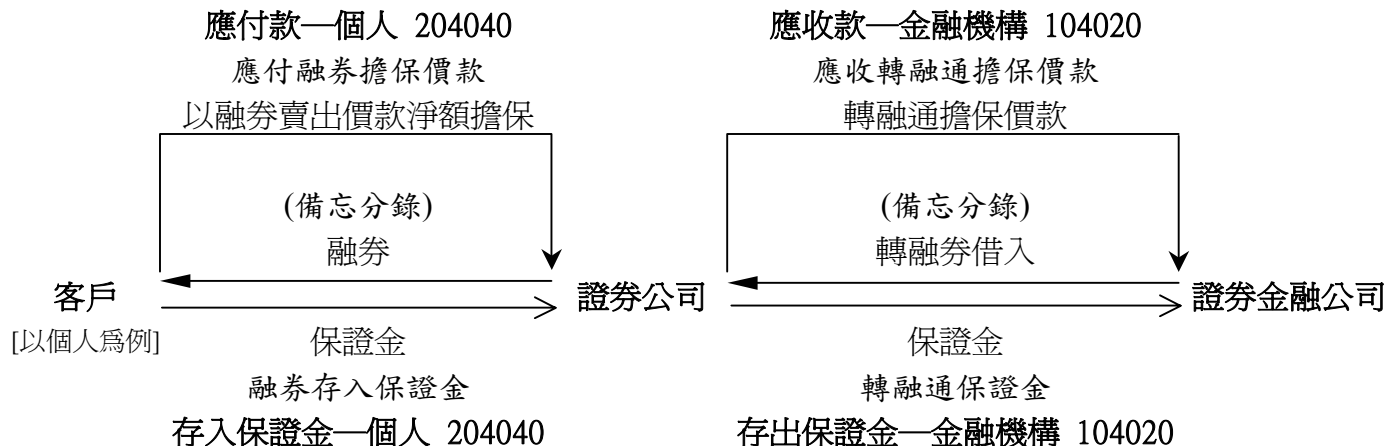 應付款—個人 204040
應收款—金融機構 104020
應付融券擔保價款
應收轉融通擔保價款
以融券賣出價款淨額擔保
轉融通擔保價款
(備忘分錄)
(備忘分錄)
融券
轉融券借入
客戶
證券公司
證券金融公司
[以個人為例]
保證金
保證金
融券存入保證金
轉融通保證金
存入保證金—個人 204040
存出保證金—金融機構 104020